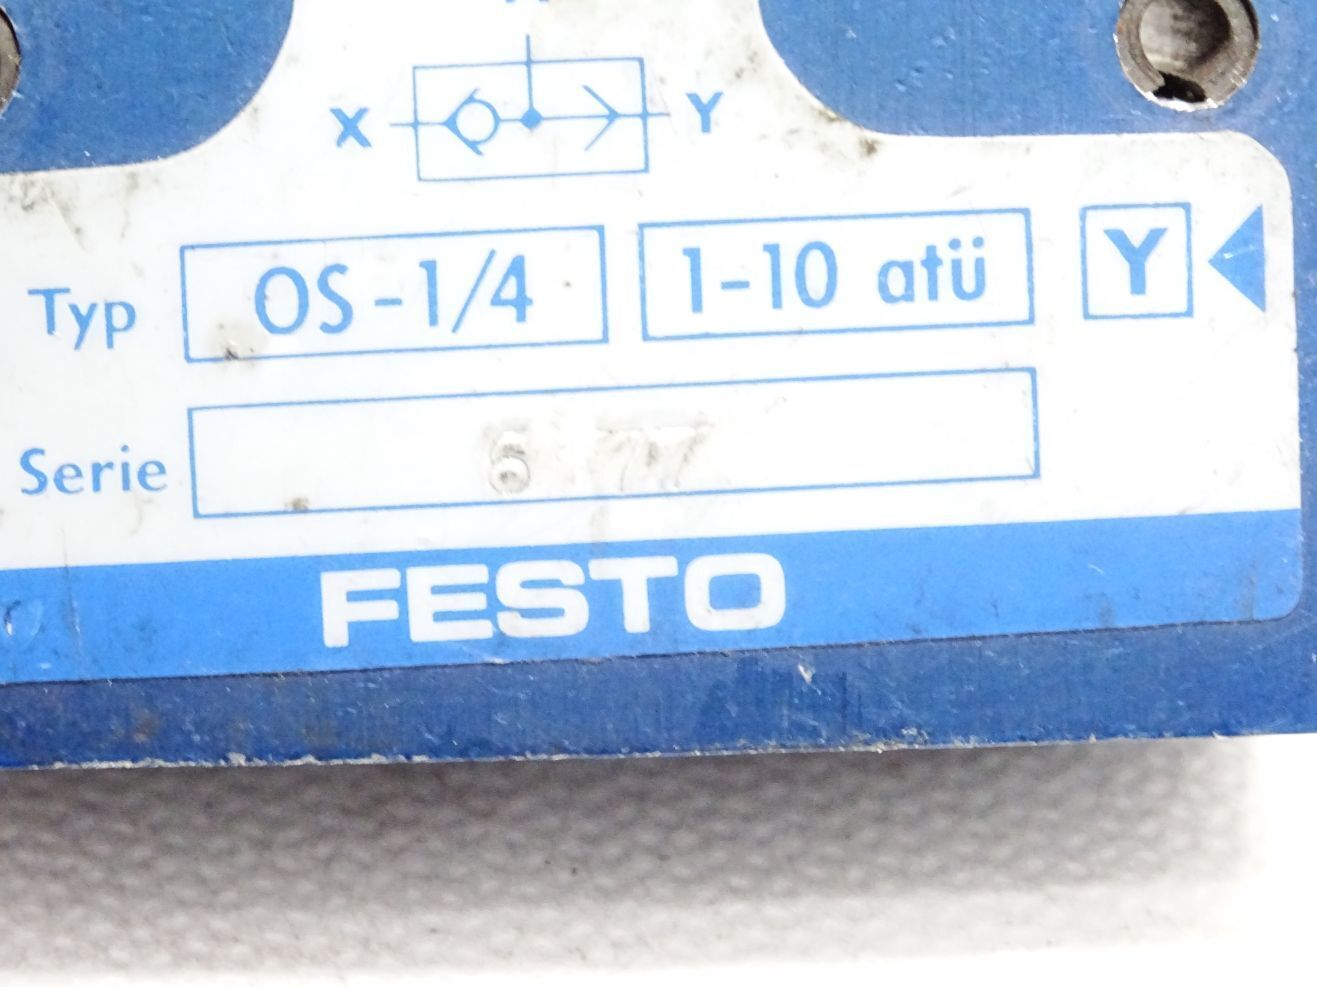 X Y
Typ OS-1/4 1-10 atü Y
Serie 6 77
FESTO